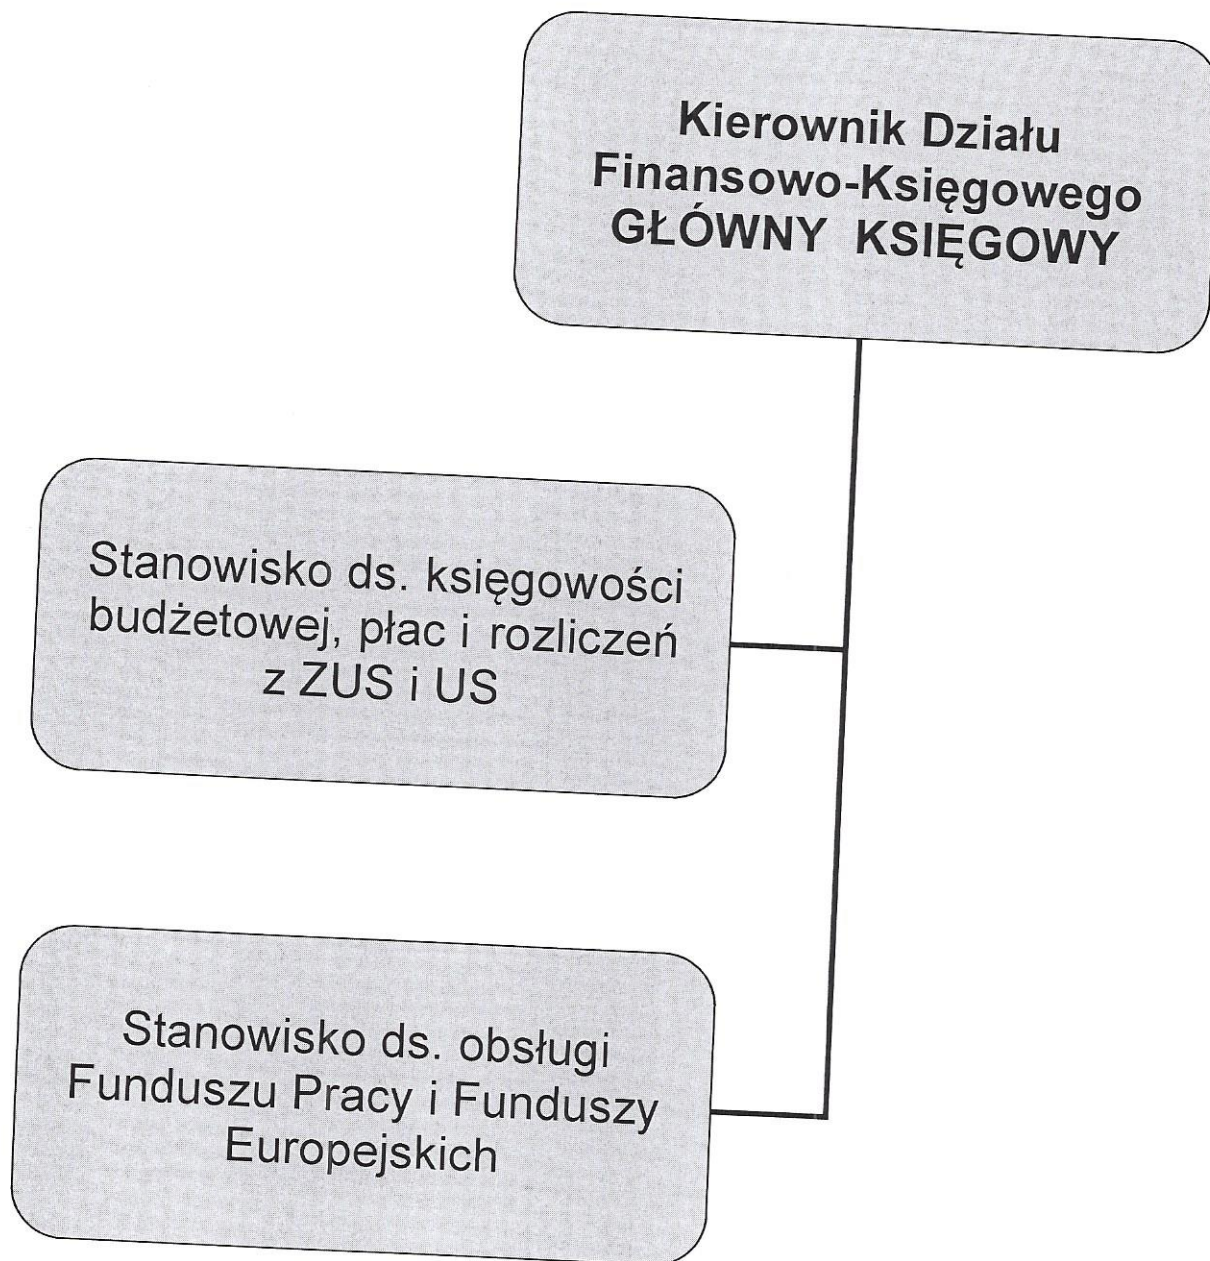 Kierownik Działu
Finansowo-Księgowego
GŁÓWNY KSIĘGOWY
Stanowisko ds. księgowości
budżetowej, płac i rozliczeń
z ZUS i US
Stanowisko ds. obsługi
Funduszu Pracy i Funduszy
Europejskich